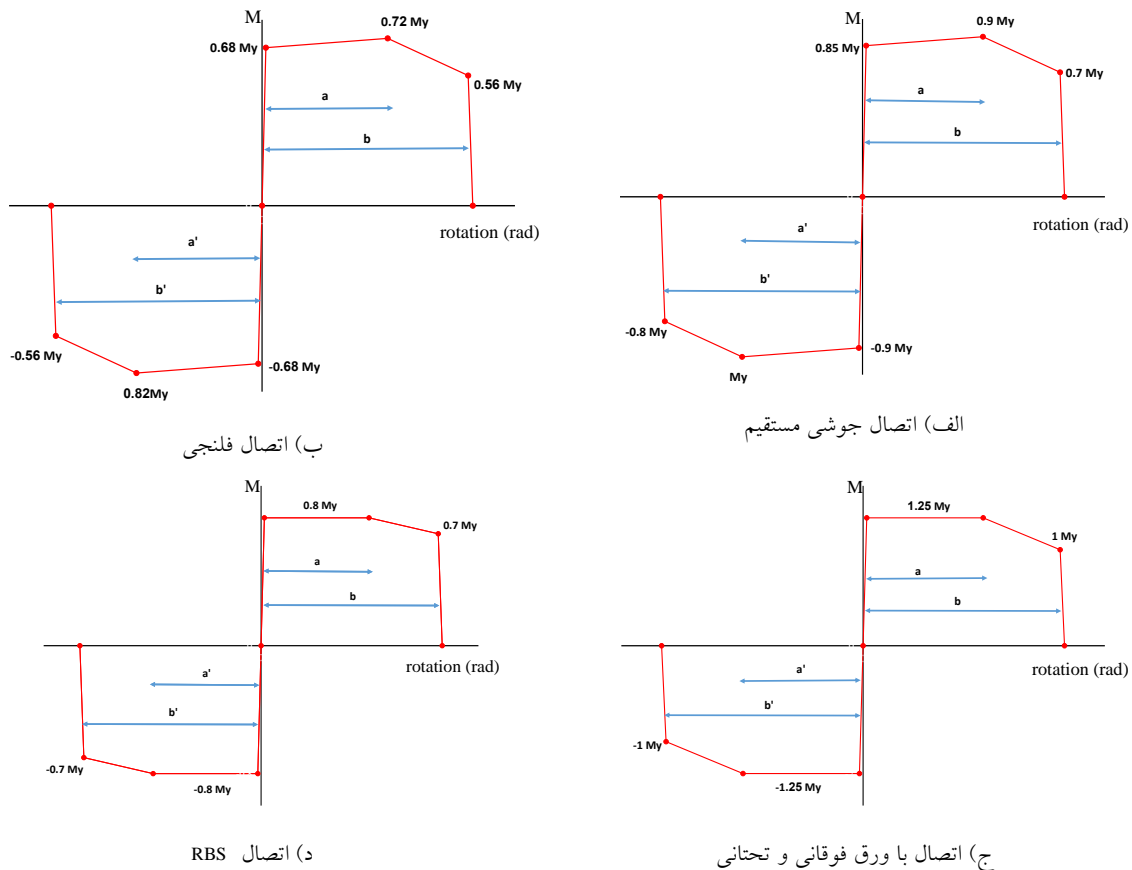 M
0.68 My
0.72 My
0.56 My
a
b
rotation (rad)
a'
b'
-0.56 My
0.82My
-0.68 My
ب) اتصال فلنجی
M
0.85 My
0.9 My
0.7 My
a
b
rotation (rad)
a'
b'
-0.8 My
My
-0.9 My
الف) اتصال جوشی مستقیم
M
0.8 My
0.7 My
a
b
rotation (rad)
a'
b'
-0.7 My
-0.8 My
د) اتصال RBS
M
1.25 My
1 My
a
b
rotation (rad)
a'
b'
-1 My
-1.25 My
ج) اتصال با ورق فوقانی و تحتانی